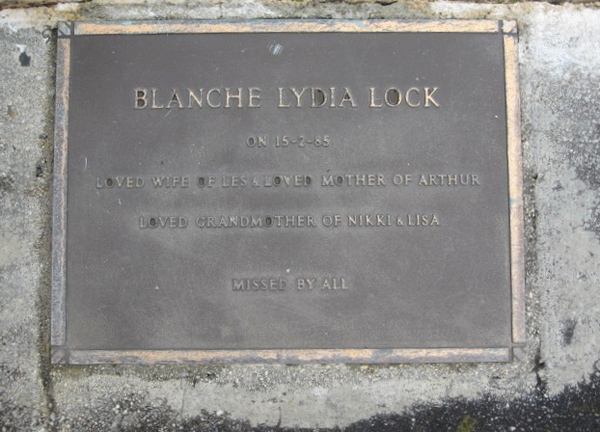 BLANCHE LYDIA LOCK
ON 15-2-85
LOVED WIFE OF LES & LOVED MOTHER OF ARTHUR
LOVED GRANDMOTHER OF NIKKI & LISA
MISSED BY ALL